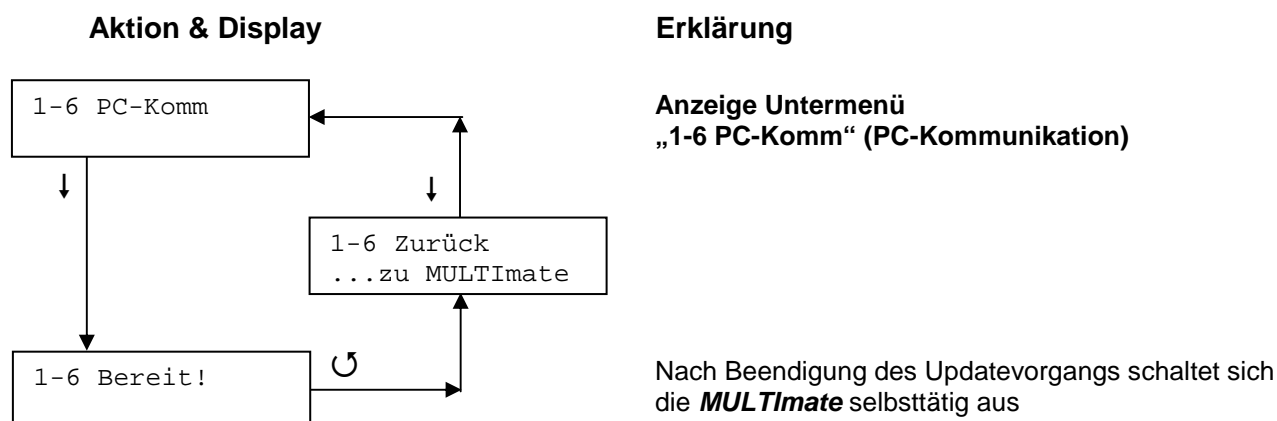 Aktion & Display
Erklärung
1-6 PC-Komm
Anzeige Untermenü
„1-6 PC-Komm“ (PC-Kommunikation)
1-6 Zurück
...zu MULTImate
1-6 Bereit!
Nach Beendigung des Updatevorgangs schaltet sich
die MULTImate selbsttätig aus